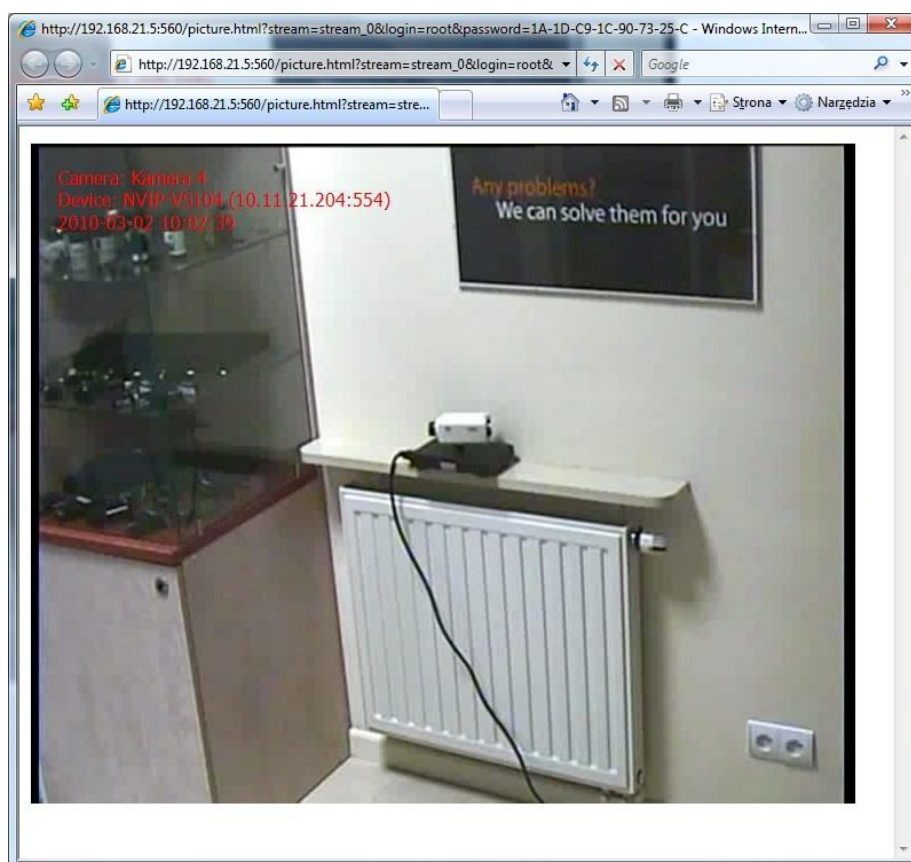 http://192.168.21.5:560/picture.html?stream=stream_0&login=root&password=1A-1D-C9-1C-90-73-25-C - Windows Intern...
http://192.168.21.5:560/picture.html?stream=stream_0&login=root&
Google
http://192.168.21.5:560/picture.html?stream=stre...
Strona
Narzędzia
Camera: Kamera 4
Device: NVIP-VS104 (10.11.21.204:554)
2010-03-02 10:02:39
Any problems?
We can solve them for you